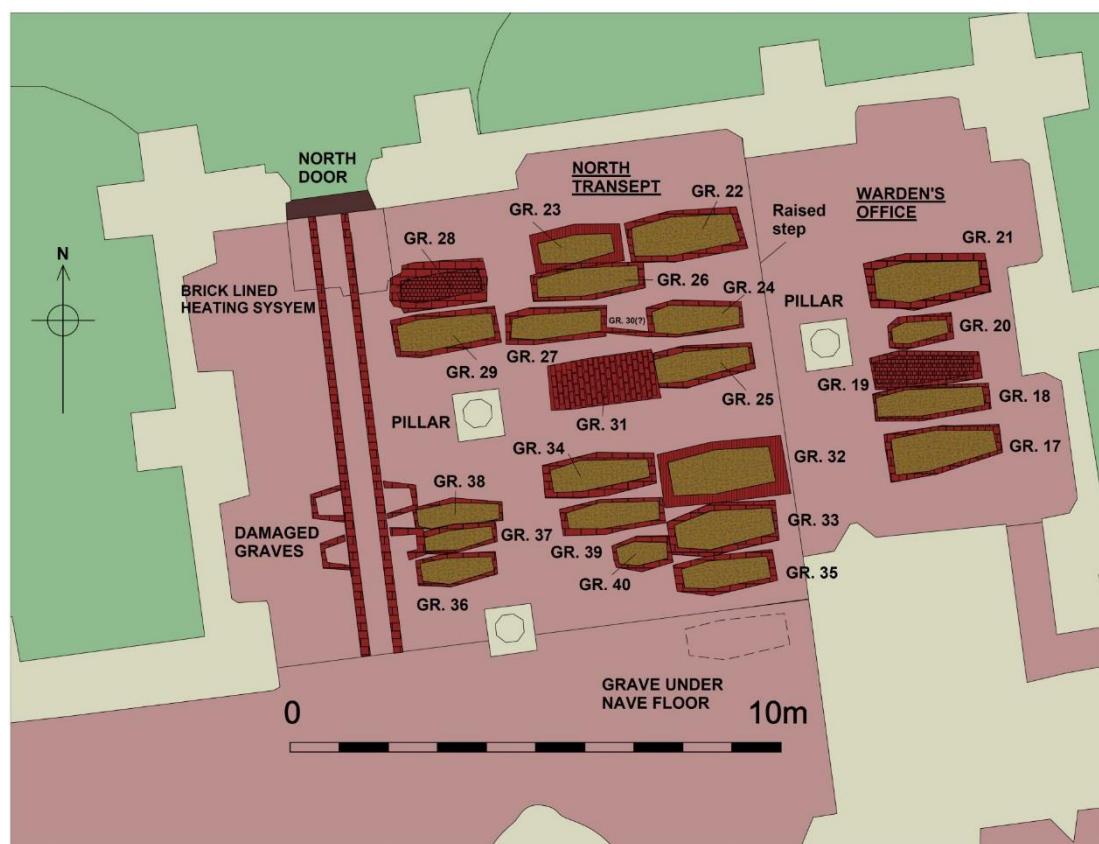 NORTH
DOOR
NORTH
TRANSEPT
GR. 22
GR. 23
Raised
step
WARDEN'S
OFFICE
GR. 28
GR. 21
GR. 26
GR. 24
BRICK LINED
HEATING SYSYEM
PILLAR
GR. 20
GR. 30(?)
GR. 27
GR. 29
GR. 19
GR. 18
GR. 25
PILLAR
GR. 31
GR. 17
GR. 34
GR. 32
GR. 38
DAMAGED
GRAVES
GR. 37
GR. 33
GR. 39
GR. 40
GR. 35
GR. 36
GRAVE UNDER
NAVE FLOOR
0
10m
N